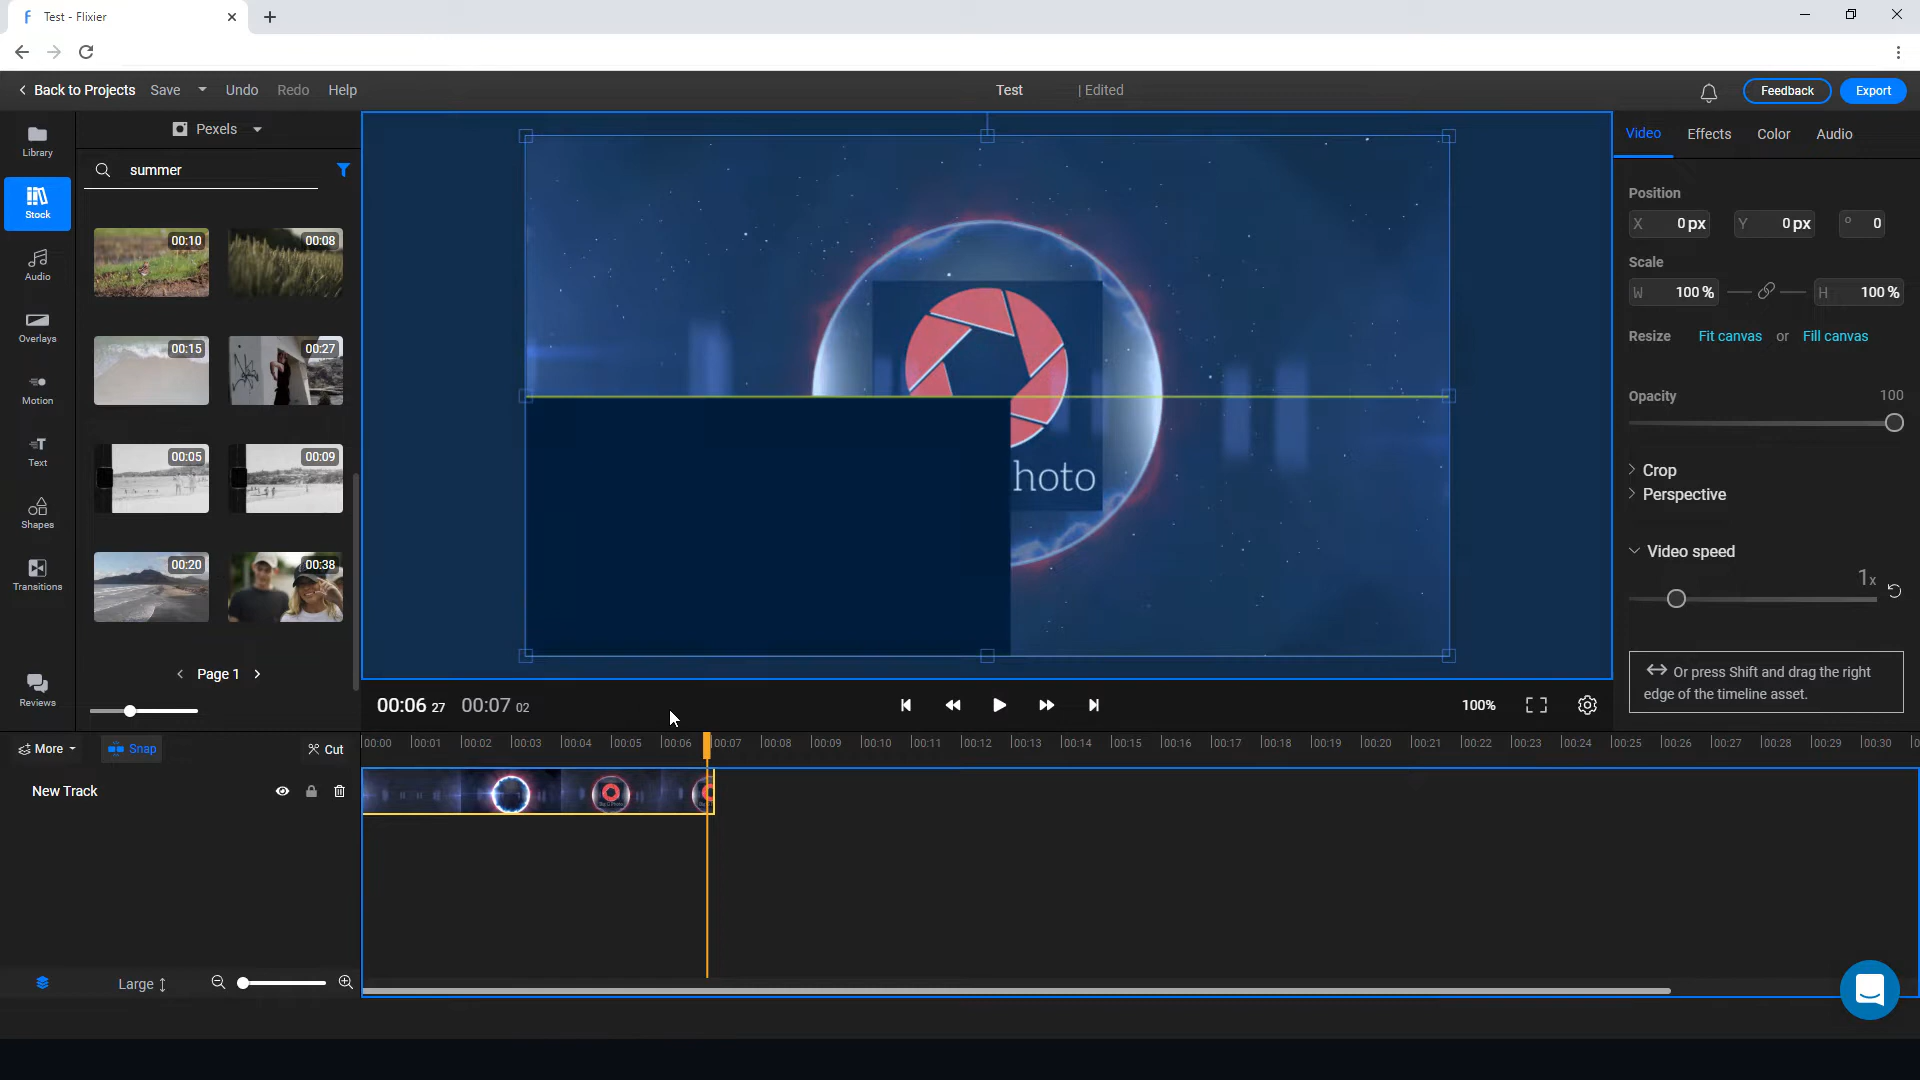 Test - Flixier
Back to Projects Save Undo Redo Help Test | Edited Feedback Export
Library
Stock
Audio
Overlays
Motion
Text
Shapes
Transitions
Reviews
Pexels
summer
00:10 00:08
00:15 00:27
00:05 00:09
00:20 00:38
Page 1
hoto
Video Effects Color Audio
Position
X 0 px Y 0 px ° 0
Scale
W 100 % H 100 %
Resize Fit canvas or Fill canvas
Opacity 100
Crop
Perspective
Video speed
1x
Or press Shift and drag the right
edge of the timeline asset.
00:06 27 00:07 02 100%
More Snap Cut
00:00 00:01 00:02 00:03 00:04 00:05 00:06 00:07 00:08 00:09 00:10 00:11 00:12 00:13 00:14 00:15 00:16 00:17 00:18 00:19 00:20 00:21 00:22 00:23 00:24 00:25 00:26 00:27 00:28 00:29 00:30
New Track
Large